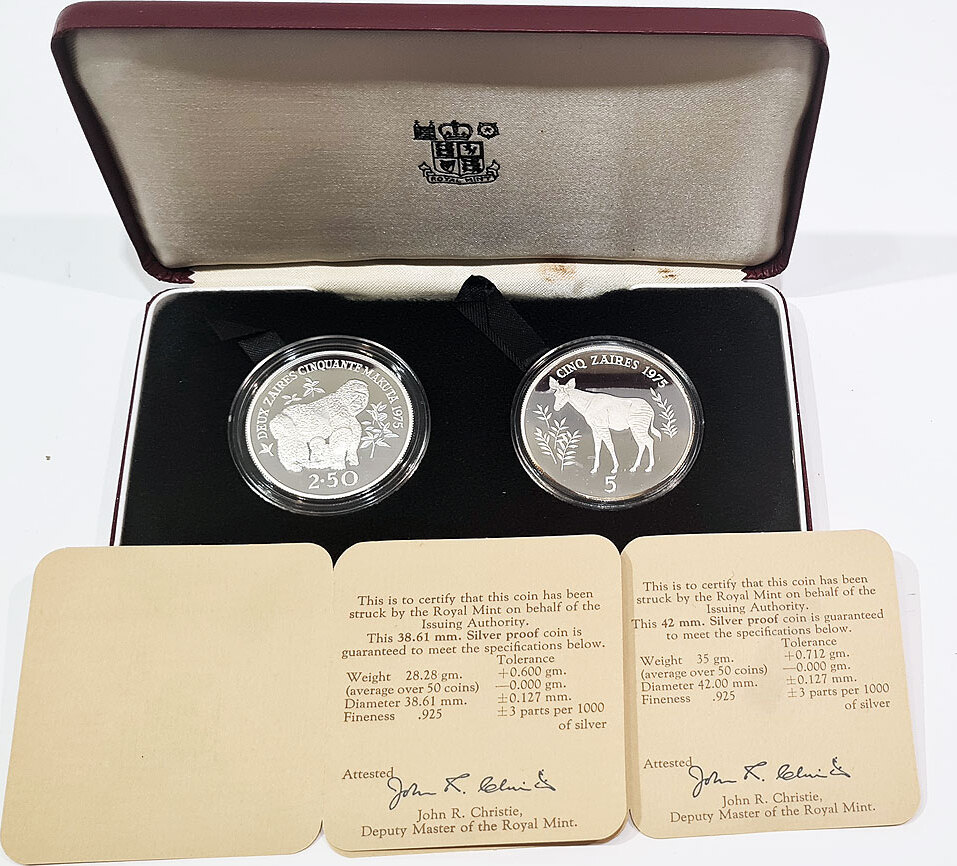 ROYAL MINT
DEUX ZAIRES CINQUANTE MAKUTA 1975
2·50
CINQ ZAIRES 1975
5
This is to certify that this coin has been
struck by the Royal Mint on behalf of the
Issuing Authority.
This 38.61 mm. Silver proof coin is
guaranteed to meet the specifications below.
Tolerance
Weight 28.28 gm. +0.600 gm.
(average over 50 coins) —0.000 gm.
Diameter 38.61 mm. ±0.127 mm.
Fineness .925 ±3 parts per 1000
of silver
Attested John R. Christie
John R. Christie,
Deputy Master of the Royal Mint.
This is to certify that this coin has been
struck by the Royal Mint on behalf of the
Issuing Authority.
This 42 mm. Silver proof coin is guaranteed
to meet the specifications below.
Tolerance
Weight 35 gm. +0.712 gm.
(average over 50 coins) —0.000 gm.
Diameter 42.00 mm. ±0.127 mm.
Fineness .925 ±3 parts per 1000
of silver
Attested John R. Christie
John R. Christie,
Deputy Master of the Royal Mint.